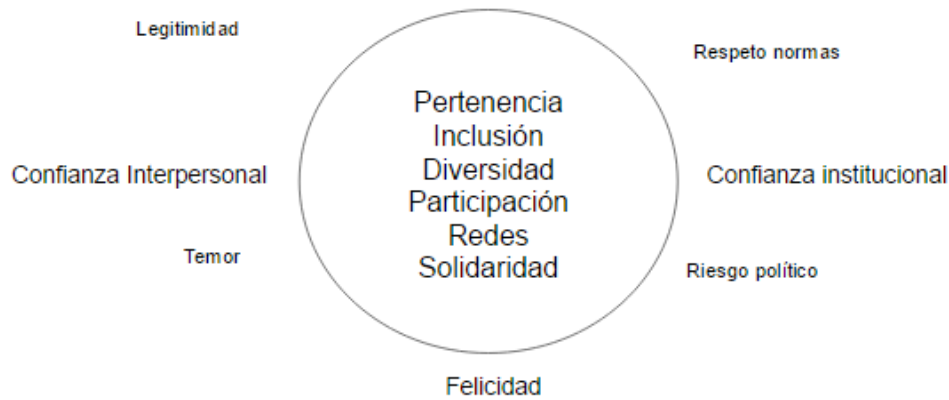 Legitimidad
Respeto normas
Pertenencia
Inclusión
Diversidad
Participación
Redes
Solidaridad
Confianza Interpersonal
Confianza institucional
Temor
Riesgo político
Felicidad